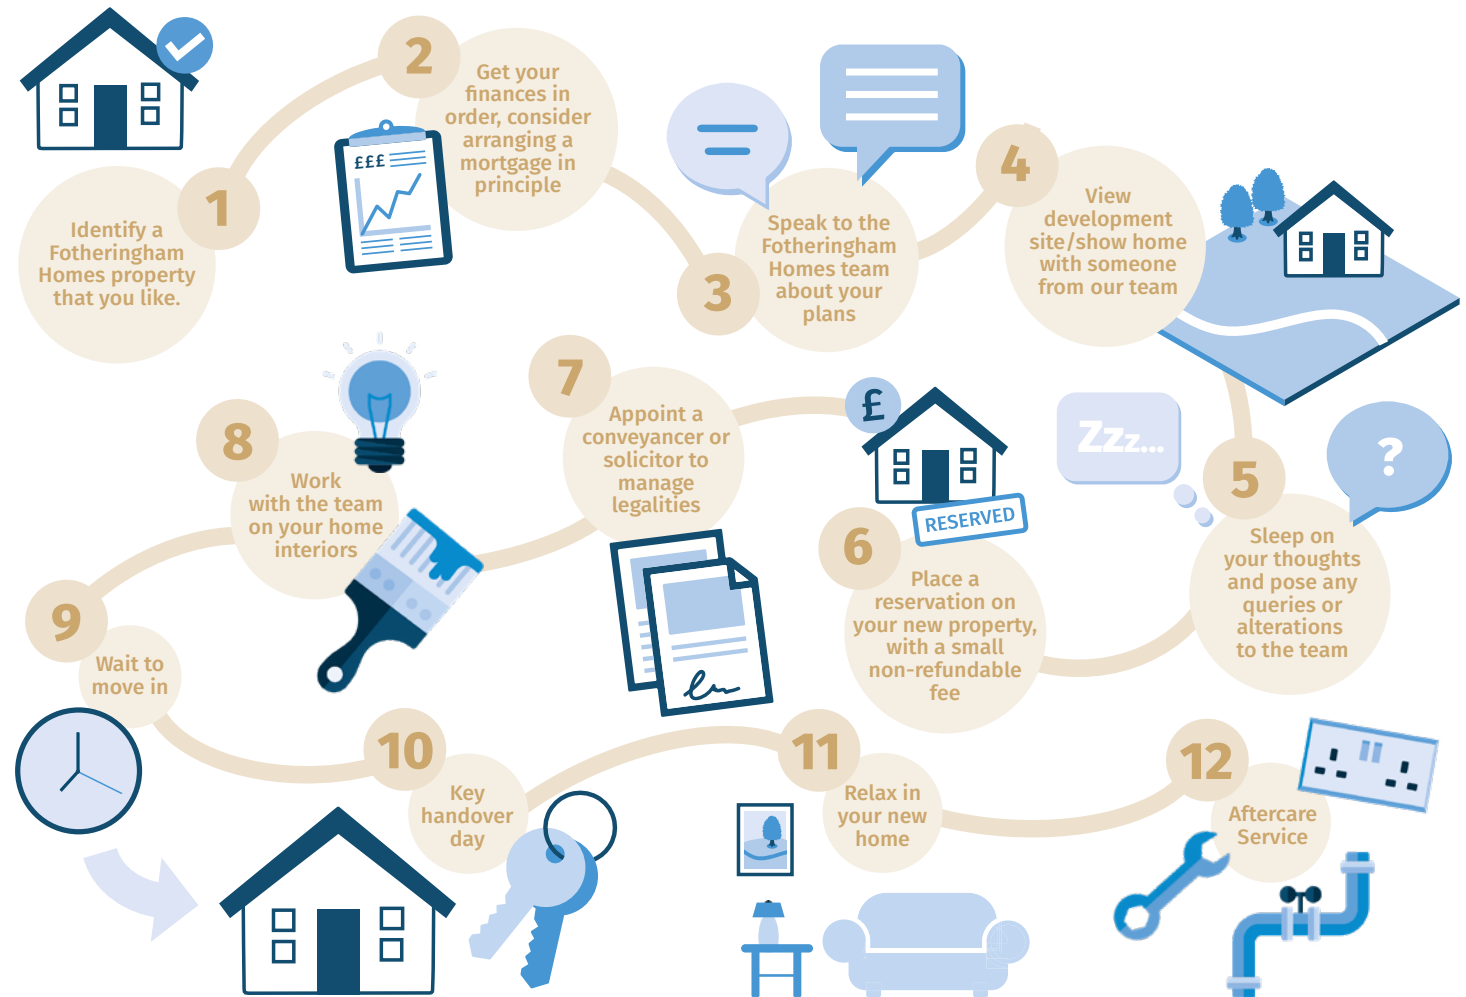 1
Identify a
Fotheringham
Homes property
that you like.
2
Get your
finances in
order, consider
arranging a
mortgage in
principle
£££
3
Speak to the
Fotheringham
Homes team
about your
plans
4
View
development
site/show home
with someone
from our team
5
Sleep on
your thoughts
and pose any
queries or
alterations
to the team
Zzz...
?
6
Place a
reservation on
your new property,
with a small
non-refundable
fee
£
RESERVED
7
Appoint a
conveyancer or
solicitor to
manage
legalities
8
Work
with the team
on your home
interiors
9
Wait to
move in
10
Key
handover
day
11
Relax in
your new
home
12
Aftercare
Service